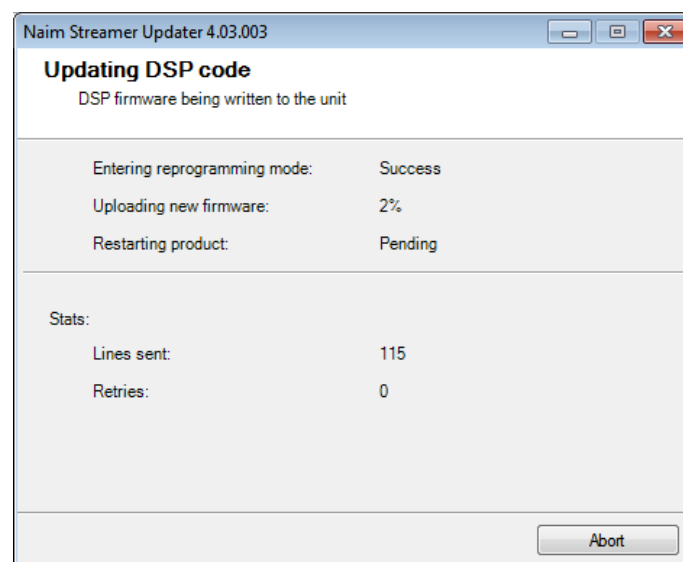 Naim Streamer Updater 4.03.003
Updating DSP code
DSP firmware being written to the unit
Entering reprogramming mode: Success
Uploading new firmware: 2%
Restarting product: Pending
Stats:
Lines sent: 115
Retries: 0
Abort